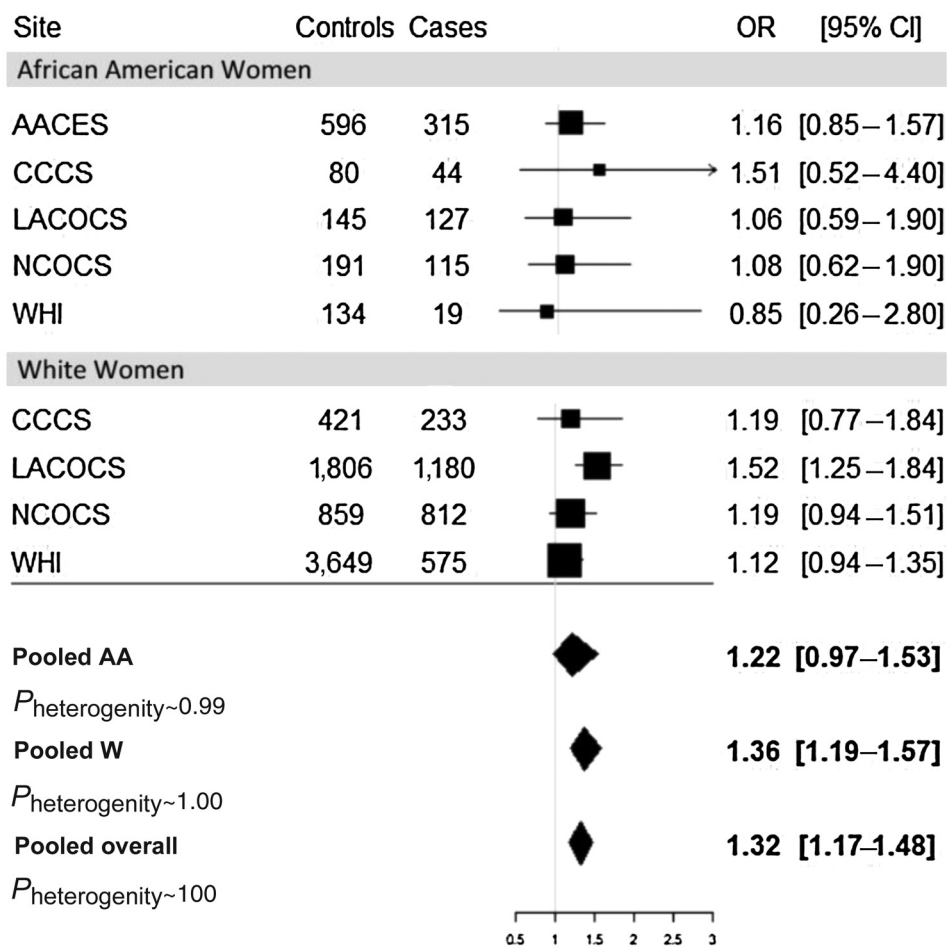 Site Controls Cases OR [95% CI]
African American Women
AACES 596 315 1.16 [0.85–1.57]
CCCS 80 44 1.51 [0.52–4.40]
LACOCS 145 127 1.06 [0.59–1.90]
NCOCS 191 115 1.08 [0.62–1.90]
WHI 134 19 0.85 [0.26–2.80]
White Women
CCCS 421 233 1.19 [0.77–1.84]
LACOCS 1,806 1,180 1.52 [1.25–1.84]
NCOCS 859 812 1.19 [0.94–1.51]
WHI 3,649 575 1.12 [0.94–1.35]
Pooled AA 1.22 [0.97–1.53]
Pheterogenity~0.99
Pooled W 1.36 [1.19–1.57]
Pheterogenity~1.00
Pooled overall 1.32 [1.17–1.48]
Pheterogenity~100
0.5 1 1.5 2 2.5 3